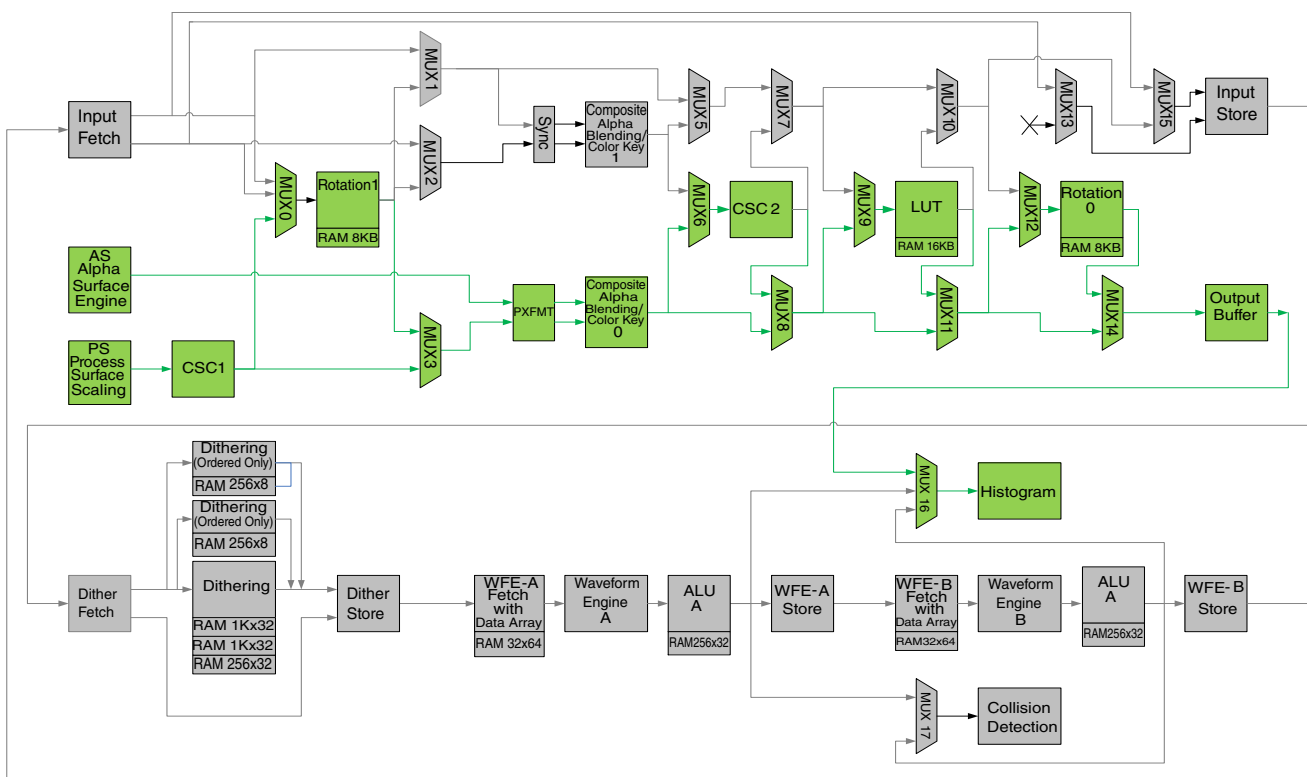 Input
Fetch
MUX 1
MUX2
MUX0
Rotation1
RAM 8KB
Sync
Composite
Alpha
Blending/
Color Key
1
MUX5
MUX7
MUX10
MUX13
MUX15
Input
Store
MUX6
CSC 2
MUX9
LUT
RAM 16KB
MUX12
Rotation
0
RAM 8KB
AS
Alpha
Surface
Engine
PS
Process
Surface
Scaling
CSC1
MUX3
PXFMT
Composite
Alpha
Blending/
Color Key
0
MUX8
MUX11
MUX14
Output
Buffer
Dithering
(Ordered Only)
RAM 256x8
Dithering
(Ordered Only)
RAM 256x8
MUX 16
Histogram
Dither
Fetch
Dithering
RAM 1Kx32
RAM 1Kx32
RAM 256x32
Dither
Store
WFE-A
Fetch
with
Data Array
RAM 32x64
Waveform
Engine
A
ALU
A
RAM256x32
WFE-A
Store
WFE-B
Fetch
with
Data Array
RAM32x64
Waveform
Engine
B
ALU
A
RAM256x32
WFE-B
Store
MUX 17
Collision
Detection